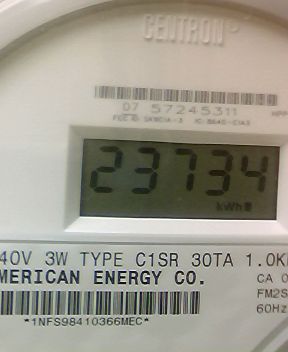 CENTRON
07 57245311
23734
kWh
40V 3W TYPE C1SR 30TA 1.0K
MERICAN ENERGY CO.
CA 0
FM2S
60Hz
*1NFS98410366MEC*